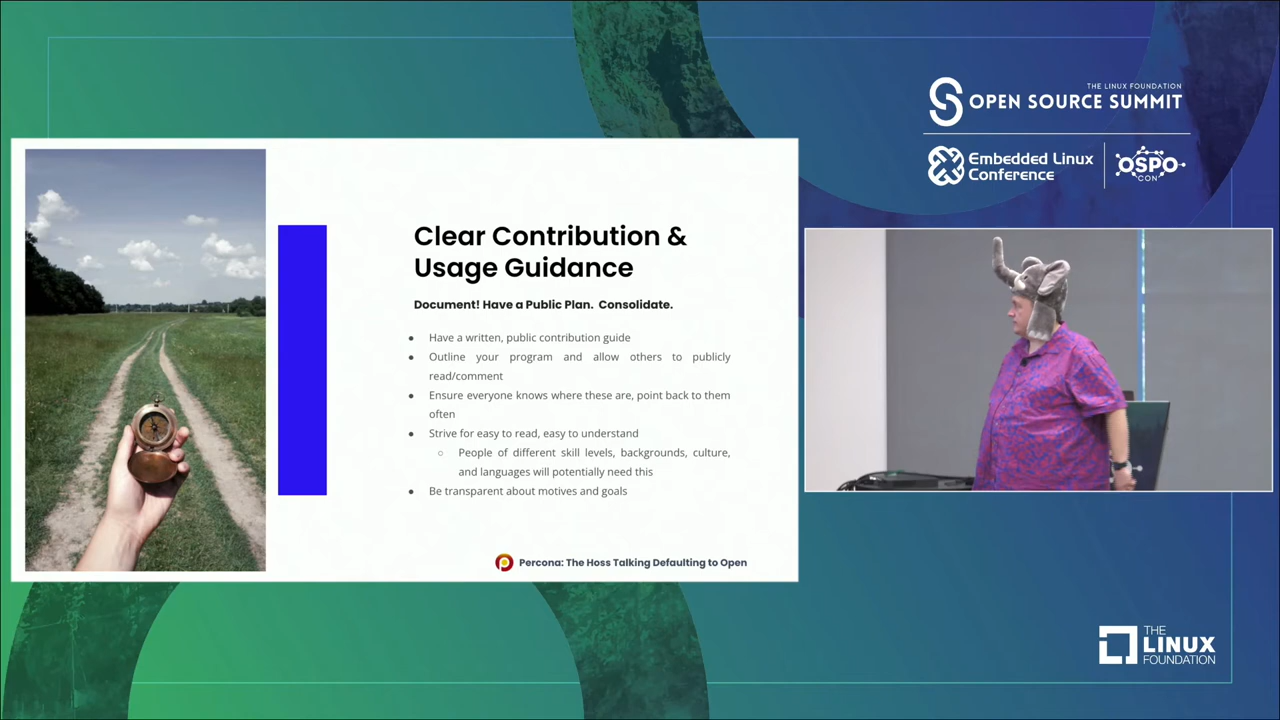 THE LINUX FOUNDATION
OPEN SOURCE SUMMIT
Embedded Linux
Conference
OSPO
CON
Clear Contribution &
Usage Guidance
Document! Have a Public Plan.  Consolidate.
● Have a written, public contribution guide
● Outline your program and allow others to publicly
read/comment
● Ensure everyone knows where these are, point back to them
often
● Strive for easy to read, easy to understand
○ People of different skill levels, backgrounds, culture,
and languages will potentially need this
● Be transparent about motives and goals
Percona: The Hoss Talking Defaulting to Open
THE
LINUX
FOUNDATION